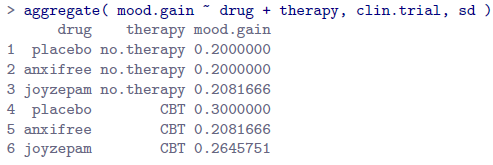 > aggregate( mood.gain ~ drug + therapy, clin.trial, sd )
drug therapy mood.gain
1 placebo no.therapy 0.2000000
2 anxifree no.therapy 0.2000000
3 joyzepam no.therapy 0.2081666
4 placebo CBT 0.3000000
5 anxifree CBT 0.2081666
6 joyzepam CBT 0.2645751